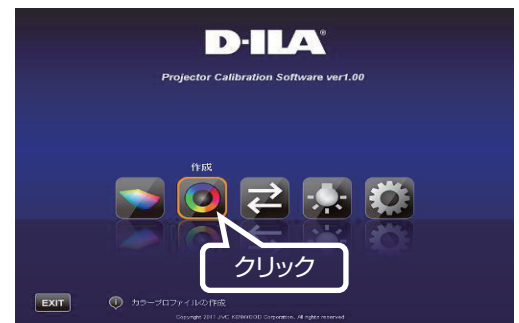 D-ILA®
Projector Calibration Software ver1.00
作成
クリック
EXIT
カラープロファイルの作成
Copyright 2011 JVC KENWOOD Corporation. All rights reserved